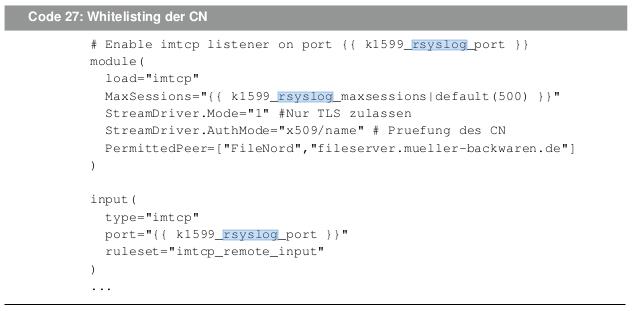 Code 27: Whitelisting der CN
# Enable imtcp listener on port {{ k1599_rsyslog_port }}
module(
  load="imtcp"
  MaxSessions="{{ k1599_rsyslog_maxsessions|default(500) }}"
  StreamDriver.Mode="1" #Nur TLS zulassen
  StreamDriver.AuthMode="x509/name" # Pruefung des CN
  PermittedPeer=["FileNord","fileserver.mueller-backwaren.de"]
)
input(
  type="imtcp"
  port="{{ k1599_rsyslog_port }}"
  ruleset="imtcp_remote_input"
)
...